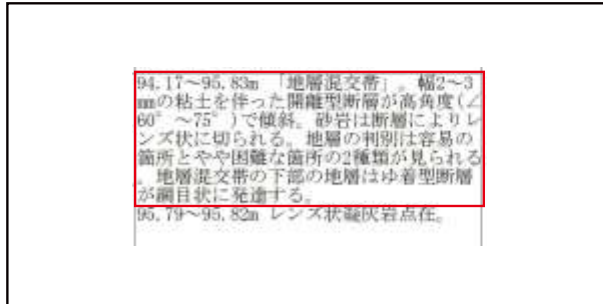 94.17～95.83m 「地層混交帯」。幅2～3
mmの粘土を伴った開離型断層が高角度(∠
60°～75°)で傾斜。砂岩は断層によりレ
ンズ状に切られる。地層の判別は容易の
箇所とやや困難な箇所の2種類が見られる
。地層混交帯の下部の地層はゆ着型断層
が網目状に発達する。
95.79～95.82m レンズ状凝灰岩点在。